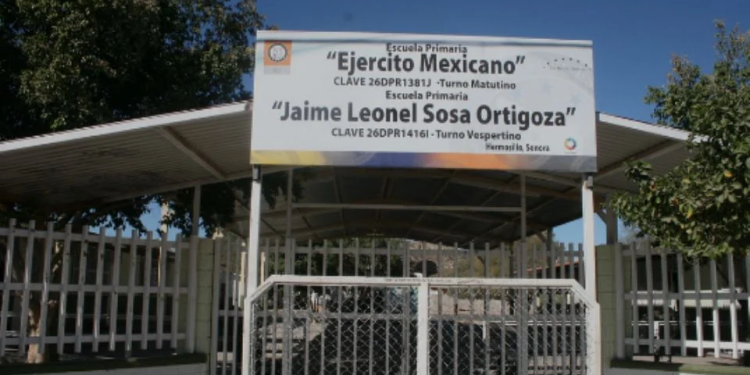 Escuela Primaria
“Ejercito Mexicano”
CLAVE 26DPR1381J -Turno Matutino
Escuela Primaria
“Jaime Leonel Sosa Ortigoza”
CLAVE 26DPR1416I - Turno Vespertino
Hermosillo, Sonora